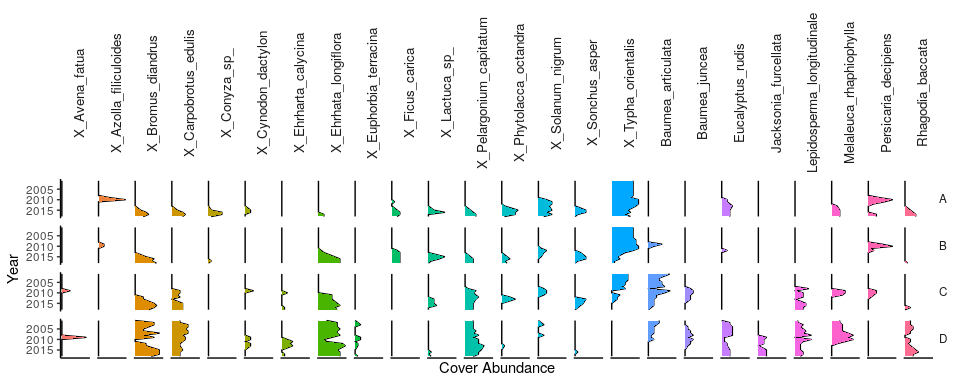 X_Avena_fatua
X_Azolla_filiculoides
X_Bromus_diandrus
X_Carpobrotus_edulis
X_Conyza_sp_
X_Cynodon_dactylon
X_Ehrharta_calycina
X_Ehrhata_longiflora
X_Euphorbia_terracina
X_Ficus_carica
X_Lactuca_sp_
X_Pelargonium_capitatum
X_Phytolacca_octandra
X_Solanum_nigrum
X_Sonchus_asper
X_Typha_orientalis
Baumea_articulata
Baumea_juncea
Eucalyptus_rudis
Jacksonia_furcellata
Lepidosperma_longitudinale
Melaleuca_rhaphiophylla
Persicaria_decipiens
Rhagodia_baccata
Year
2005
2010
2015
A
2005
2010
2015
B
2005
2010
2015
C
2005
2010
2015
D
Cover Abundance